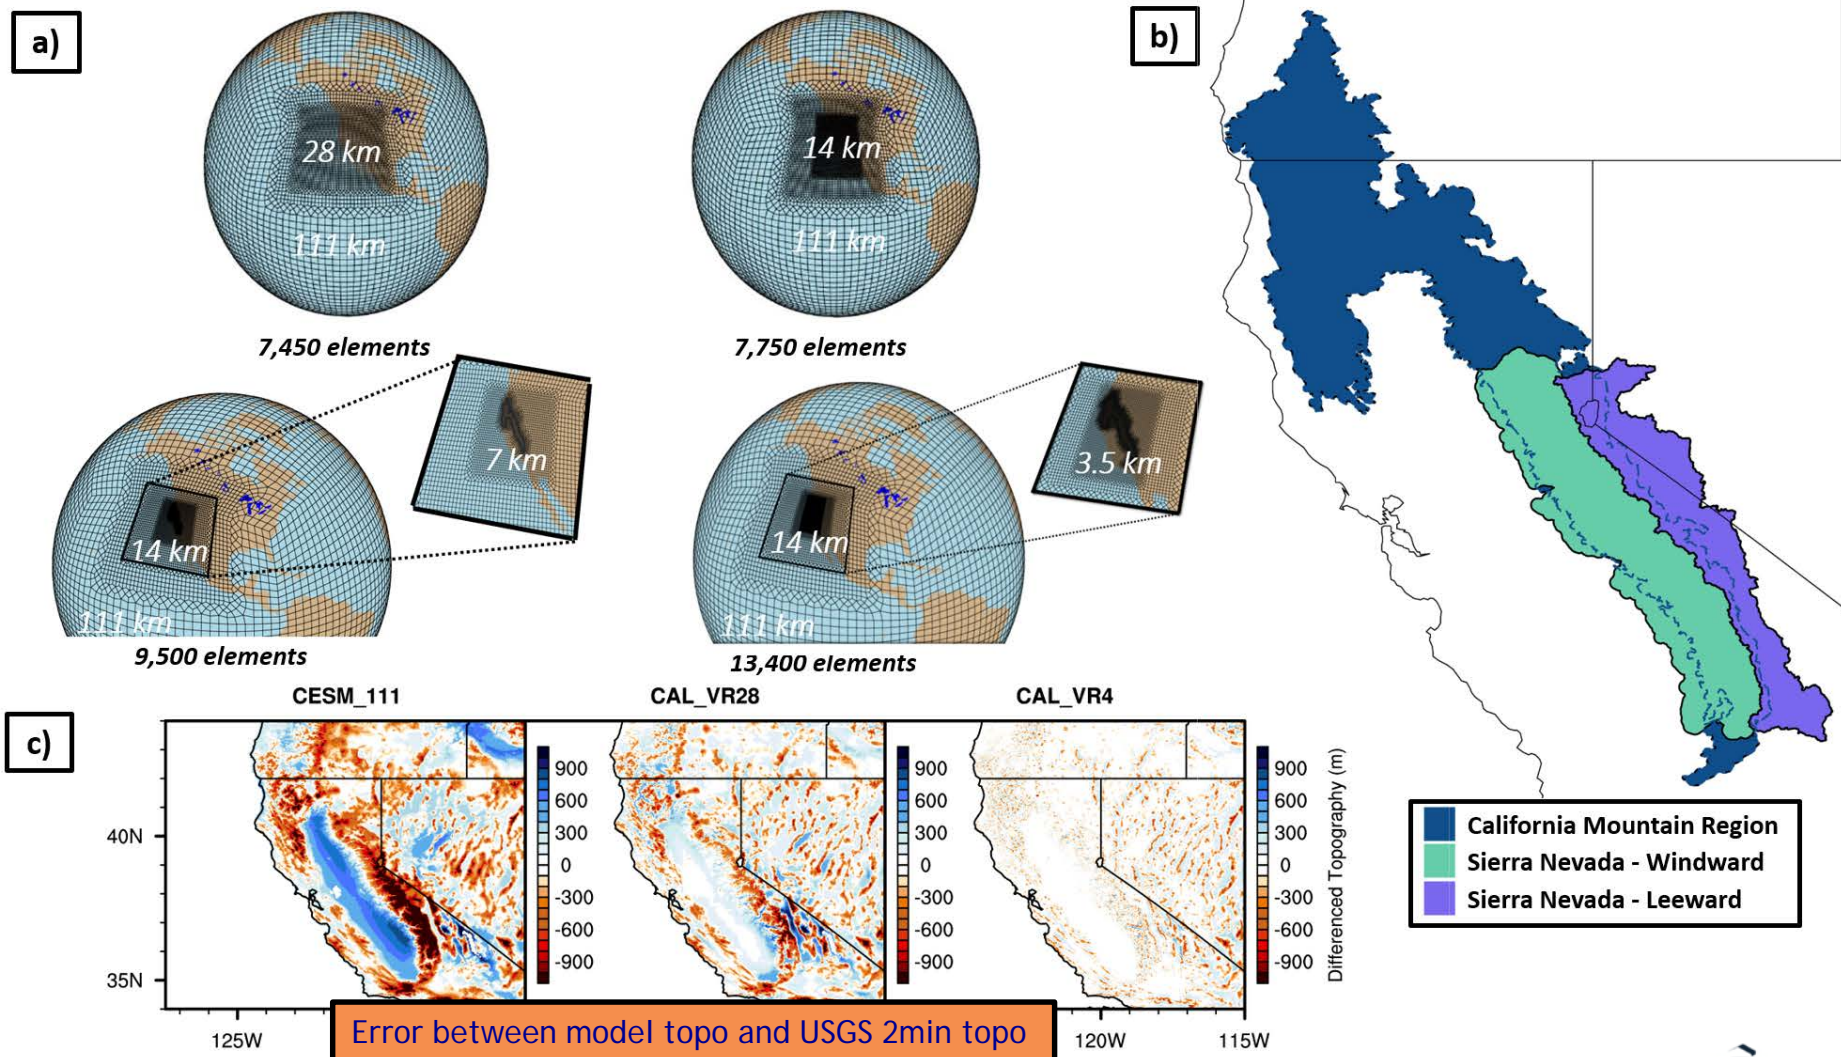 a)
28 km
111 km
7,450 elements
14 km
111 km
7,750 elements
7 km
14 km
111 km
9,500 elements
3.5 km
14 km
111 km
13,400 elements
b)
California Mountain Region
Sierra Nevada - Windward
Sierra Nevada - Leeward
c)
CESM_111
CAL_VR28
CAL_VR4
40N
35N
125W
120W
115W
900
600
300
0
-300
-600
-900
900
600
300
0
-300
-600
-900
900
600
300
0
-300
-600
-900
Differenced Topography (m)
Error between model topo and USGS 2min topo